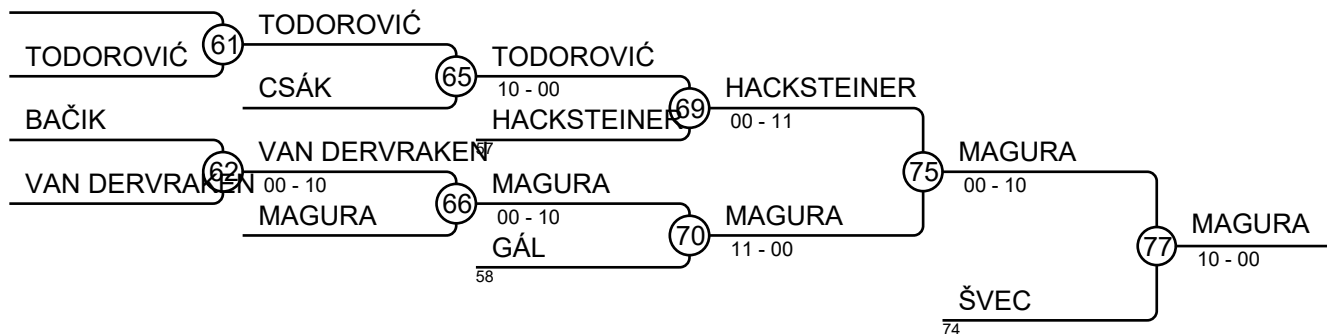 TODOROVIĆ
61
TODOROVIĆ
CSÁK
65
TODOROVIĆ
10 - 00
HACKSTEINER
57
69
HACKSTEINER
00 - 11
BAČIK
VAN DERVRAKEN
62
VAN DERVRAKEN
00 - 10
MAGURA
66
MAGURA
00 - 10
GÁL
58
70
MAGURA
11 - 00
75
MAGURA
00 - 10
ŠVEC
74
77
MAGURA
10 - 00